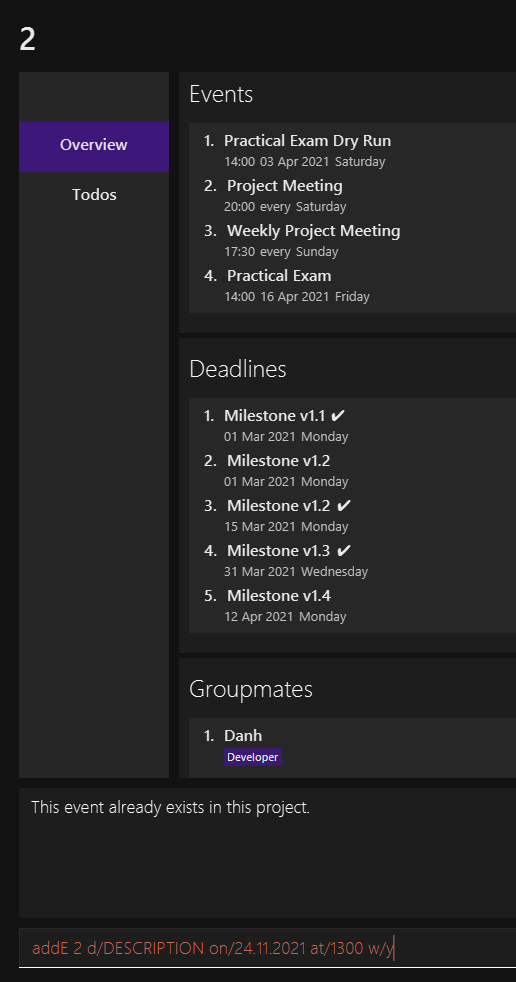 2
Overview
Todos
Events
1. Practical Exam Dry Run
14:00 03 Apr 2021 Saturday
2. Project Meeting
20:00 every Saturday
3. Weekly Project Meeting
17:30 every Sunday
4. Practical Exam
14:00 16 Apr 2021 Friday
Deadlines
1. Milestone v1.1 ✔
01 Mar 2021 Monday
2. Milestone v1.2
01 Mar 2021 Monday
3. Milestone v1.2 ✔
15 Mar 2021 Monday
4. Milestone v1.3 ✔
31 Mar 2021 Wednesday
5. Milestone v1.4
12 Apr 2021 Monday
Groupmates
1. Danh
Developer
This event already exists in this project.
addE 2 d/DESCRIPTION on/24.11.2021 at/1300 w/y